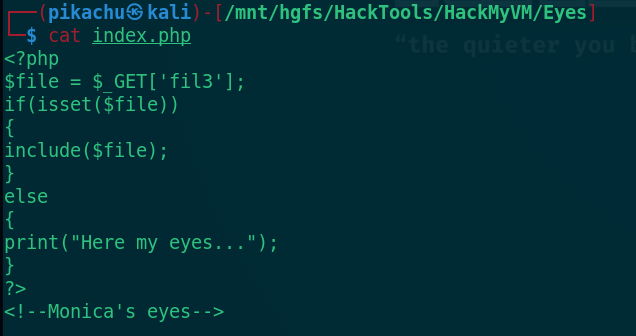 ┌──(pikachu㉿kali)-[/mnt/hgfs/HackTools/HackMyVM/Eyes]
└─$ cat index.php
“the quieter you
<?php
$file = $_GET['fil3'];
if(isset($file))
{
include($file);
}
else
{
print("Here my eyes...");
}
?>
<!--Monica's eyes-->